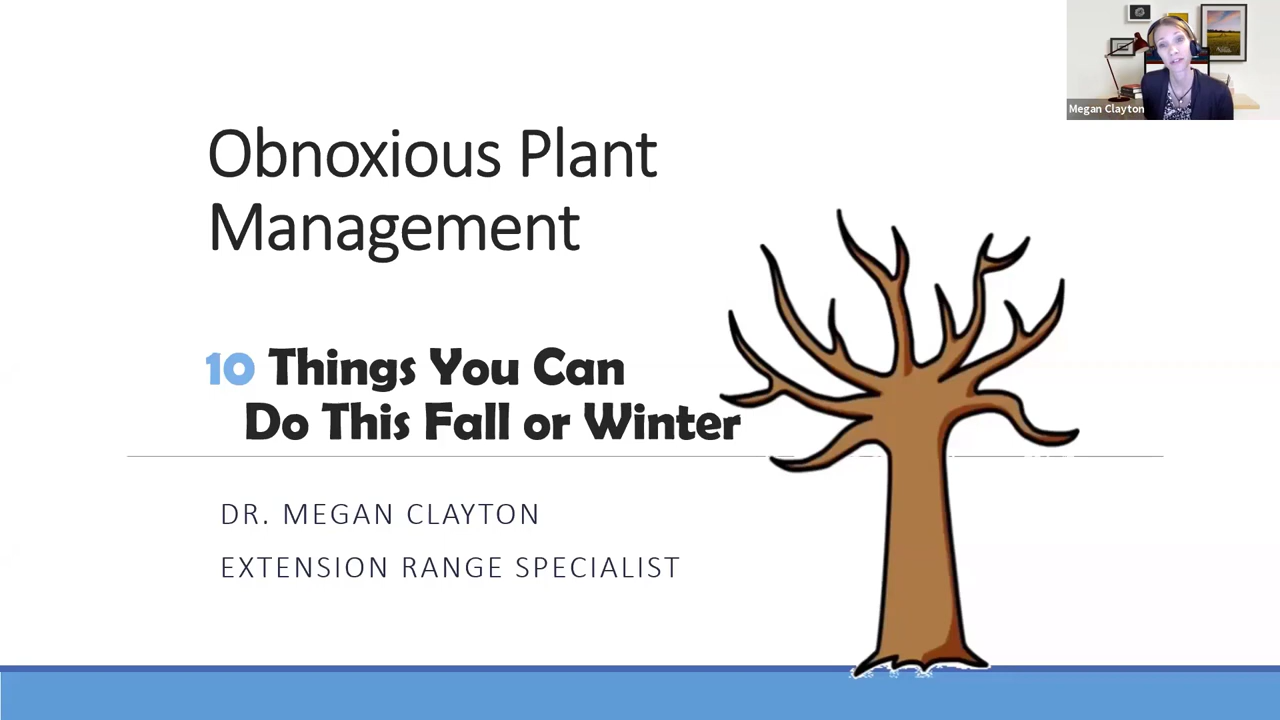 Megan Clayton
Obnoxious Plant
Management
10 Things You Can
Do This Fall or Winter
DR. MEGAN CLAYTON
EXTENSION RANGE SPECIALIST